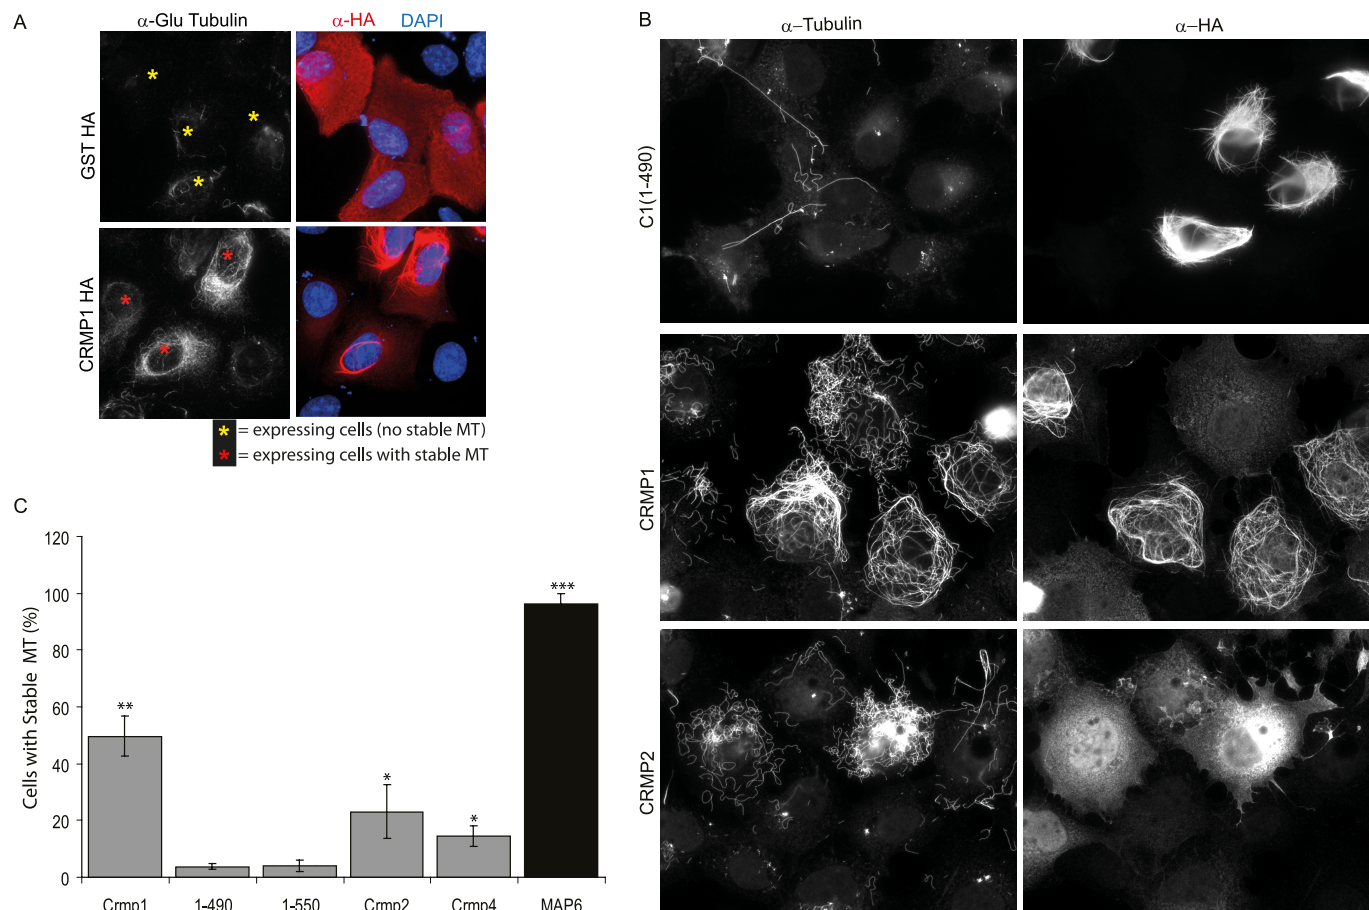 A
α-Glu Tubulin
α-HA
DAPI
GST HA
CRMP1 HA
* = expressing cells (no stable MT)
* = expressing cells with stable MT
B
α–Tubulin
α–HA
C1(1-490)
CRMP1
CRMP2
C
Cells with Stable MT (%)
120
100
80
60
40
20
0
**
*
*
***
Crmp1
1-490
1-550
Crmp2
Crmp4
MAP6